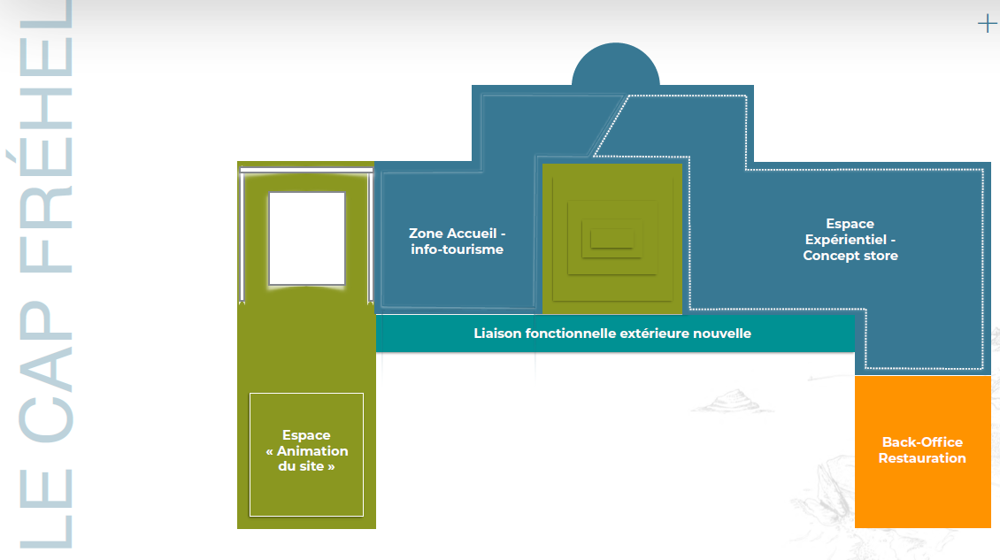 LE CAP FRÉHEL
Zone Accueil -
info-tourisme
Espace
Expérientiel -
Concept store
Liaison fonctionnelle extérieure nouvelle
Espace
« Animation
du site »
Back-Office
Restauration